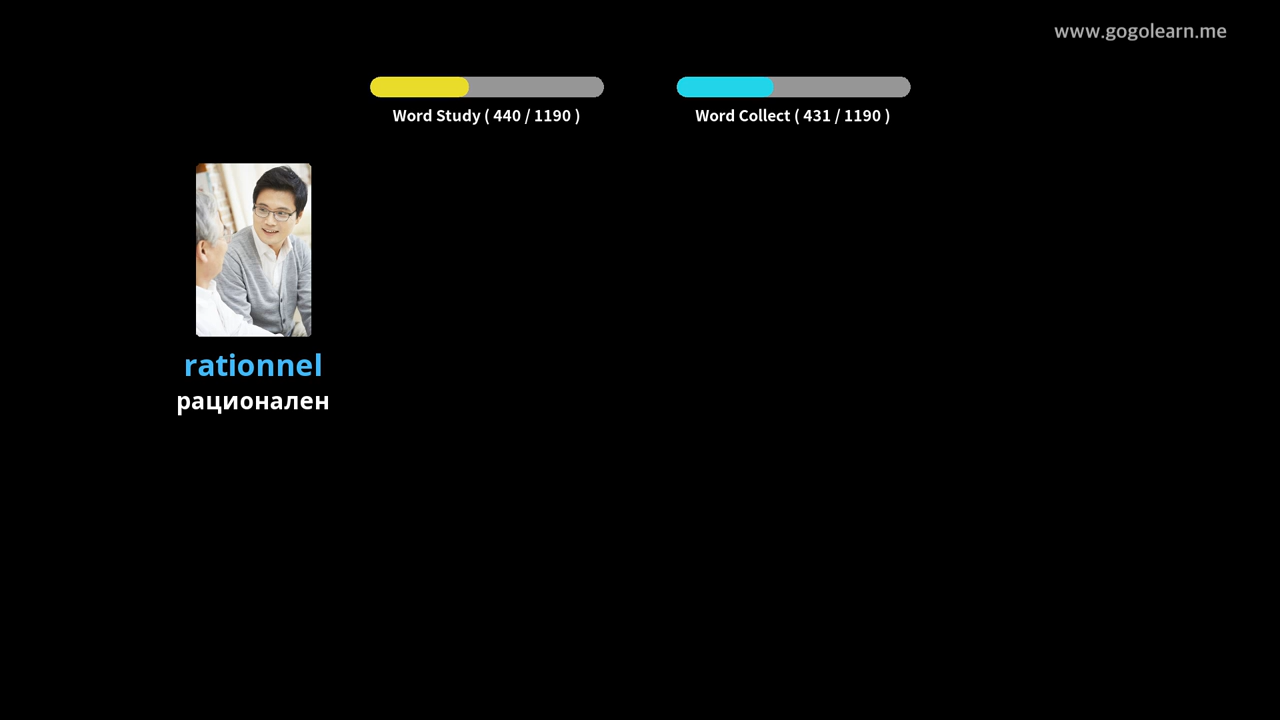 www.gogolearn.me
Word Study ( 440 / 1190 )
Word Collect ( 431 / 1190 )
rationnel
рационален